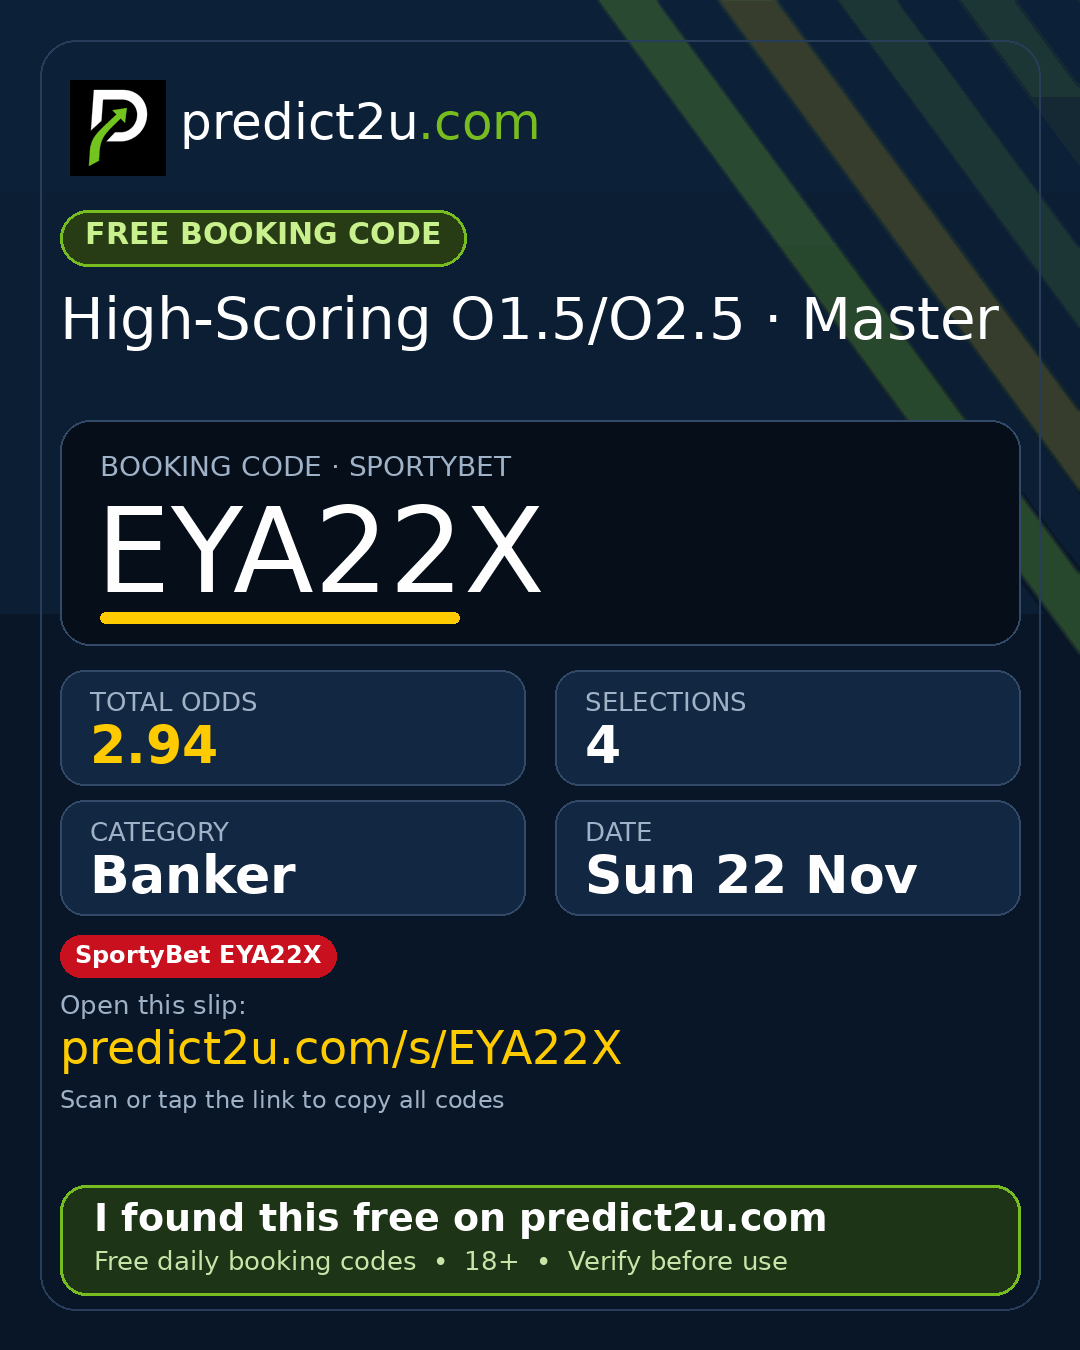 predict2u.com
FREE BOOKING CODE
High-Scoring O1.5/O2.5 · Master
BOOKING CODE · SPORTYBET
EYA22X
TOTAL ODDS
2.94
SELECTIONS
4
CATEGORY
Banker
DATE
Sun 22 Nov
SportyBet EYA22X
Open this slip:
predict2u.com/s/EYA22X
Scan or tap the link to copy all codes
I found this free on predict2u.com
Free daily booking codes • 18+ • Verify before use